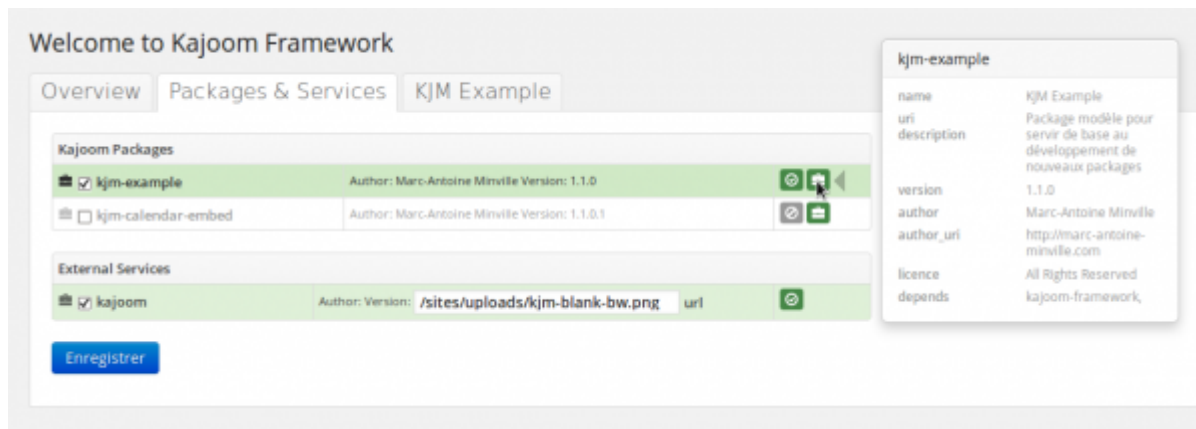 Welcome to Kajoom Framework
Overview Packages & Services KJM Example
Kajoom Packages
kjm-example Author: Marc-Antoine Minville Version: 1.1.0
kjm-calendar-embed Author: Marc-Antoine Minville Version: 1.1.0.1
External Services
kajoom Author: Version: /sites/uploads/kjm-blank-bw.png url
Enregistrer
kjm-example
name KJM Example
uri Package modèle pour
description servir de base au
développement de
nouveaux packages
version 1.1.0
author Marc-Antoine Minville
author_uri http://marc-antoine-
minville.com
licence All Rights Reserved
depends kajoom-framework,